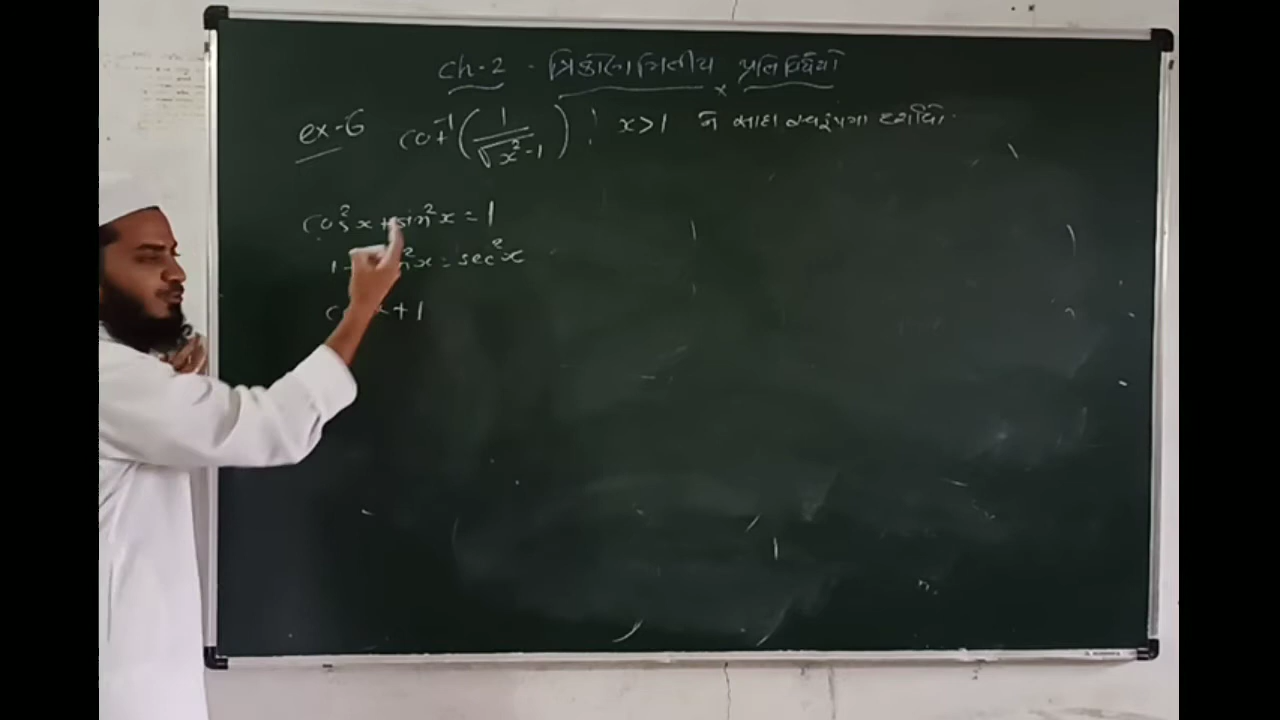 ch-2 - ત્રિકોણમિતીય પ્રતિવિધેયો
ex-6 cot⁻¹(1/√(x²-1)) ; x>1 ને સાદા સ્વરૂપમાં દર્શાવો.
cos²x+sin²x=1
x=sec²x
+1